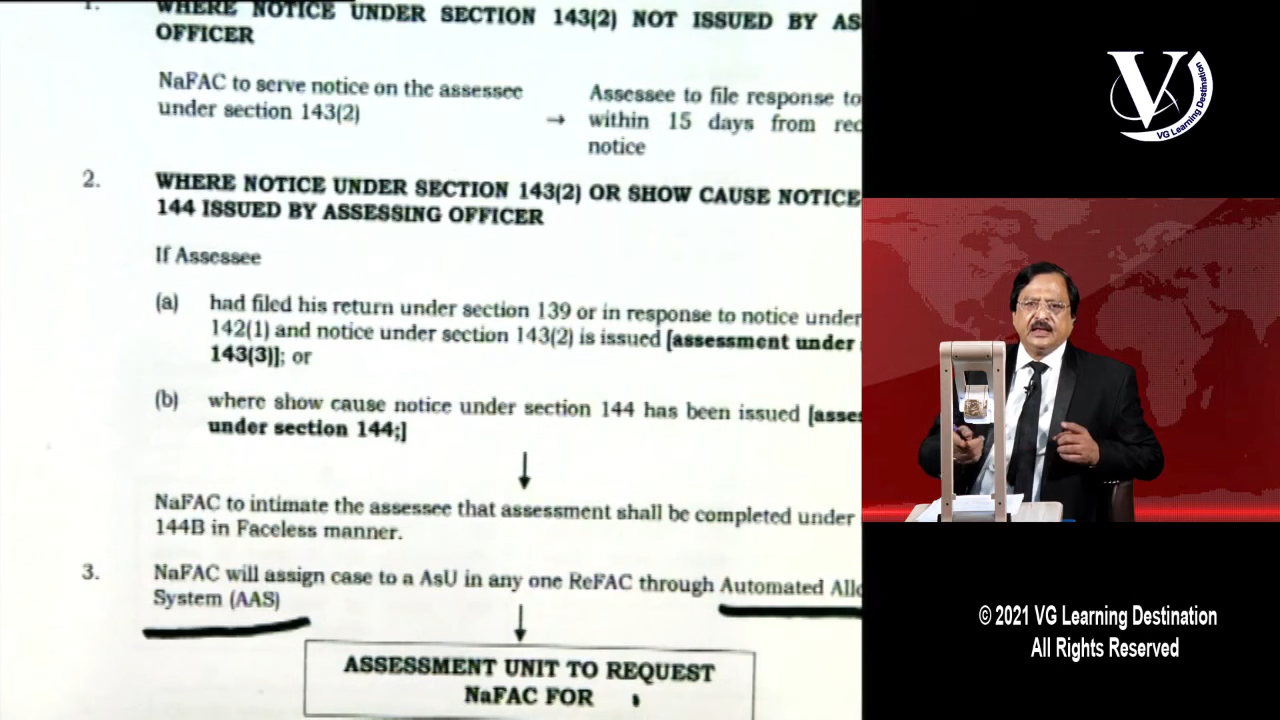 1. WHERE NOTICE UNDER SECTION 143(2) NOT ISSUED BY AS
OFFICER
NaFAC to serve notice on the assessee
under section 143(2)
→
Assessee to file response to
within 15 days from rec
notice
2. WHERE NOTICE UNDER SECTION 143(2) OR SHOW CAUSE NOTICE
144 ISSUED BY ASSESSING OFFICER
If Assessee
(a) had filed his return under section 139 or in response to notice under
142(1) and notice under section 143(2) is issued [assessment under
143(3)]; or
(b) where show cause notice under section 144 has been issued [asses
under section 144;]
NaFAC to intimate the assessee that assessment shall be completed under
144B in Faceless manner.
3. NaFAC will assign case to a AsU in any one ReFAC through Automated Allo
System (AAS)
ASSESSMENT UNIT TO REQUEST
NaFAC FOR
V
VG Learning Destination
© 2021 VG Learning Destination
All Rights Reserved